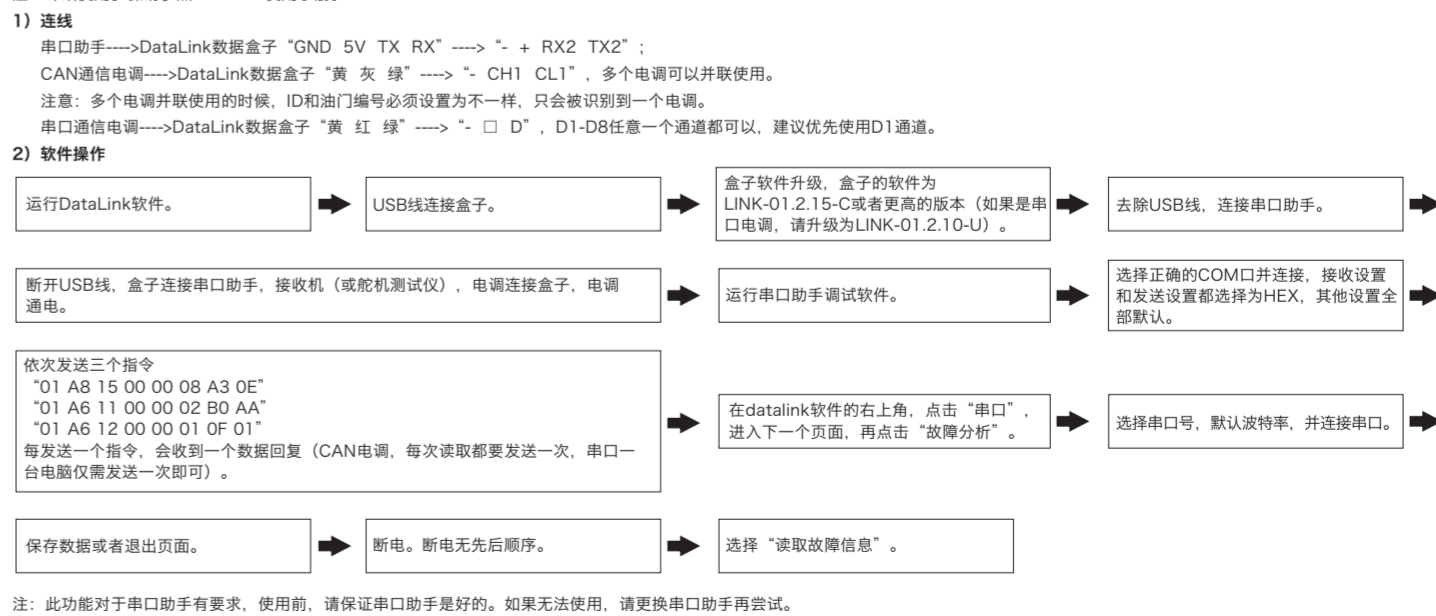 1）连线
串口助手---->DataLink数据盒子“GND 5V TX RX”---->“- + RX2 TX2”；
CAN通信电调---->DataLink数据盒子“黄 灰 绿”---->“- CH1 CL1”，多个电调可以并联使用。
注意：多个电调并联使用的时候，ID和油门编号必须设置为不一样，只会被识别到一个电调。
串口通信电调---->DataLink数据盒子“黄 红 绿”---->“- □ D”，D1-D8任意一个通道都可以，建议优先使用D1通道。
2）软件操作
运行DataLink软件。
USB线连接盒子。
盒子软件升级，盒子的软件为
LINK-01.2.15-C或者更高的版本（如果是串
口电调，请升级为LINK-01.2.10-U）。
去除USB线，连接串口助手。
断开USB线，盒子连接串口助手，接收机（或舵机测试仪），电调连接盒子，电调
通电。
运行串口助手调试软件。
选择正确的COM口并连接，接收设置
和发送设置都选择为HEX，其他设置全
部默认。
依次发送三个指令
“01 A8 15 00 00 08 A3 0E”
“01 A6 11 00 00 02 B0 AA”
“01 A6 12 00 00 01 0F 01”
每发送一个指令，会收到一个数据回复（CAN电调，每次读取都要发送一次，串口一
台电脑仅需发送一次即可）。
在datalink软件的右上角，点击“串口”，
进入下一个页面，再点击“故障分析”。
选择串口号，默认波特率，并连接串口。
保存数据或者退出页面。
断电。断电无先后顺序。
选择“读取故障信息”。
注：此功能对于串口助手有要求，使用前，请保证串口助手是好的。如果无法使用，请更换串口助手再尝试。